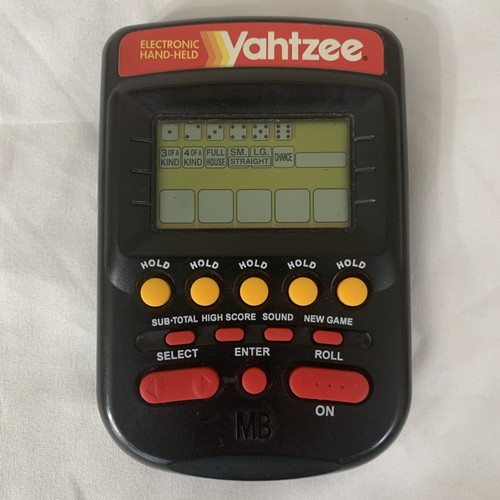 ELECTRONIC
HAND-HELD
Yahtzee®
3 OF A
KIND
4 OF A
KIND
FULL
HOUSE
SM. LG.
STRAIGHT
CHANCE
HOLD HOLD HOLD HOLD HOLD
SUB•TOTAL HIGH SCORE SOUND NEW GAME
SELECT ENTER ROLL
ON
MB